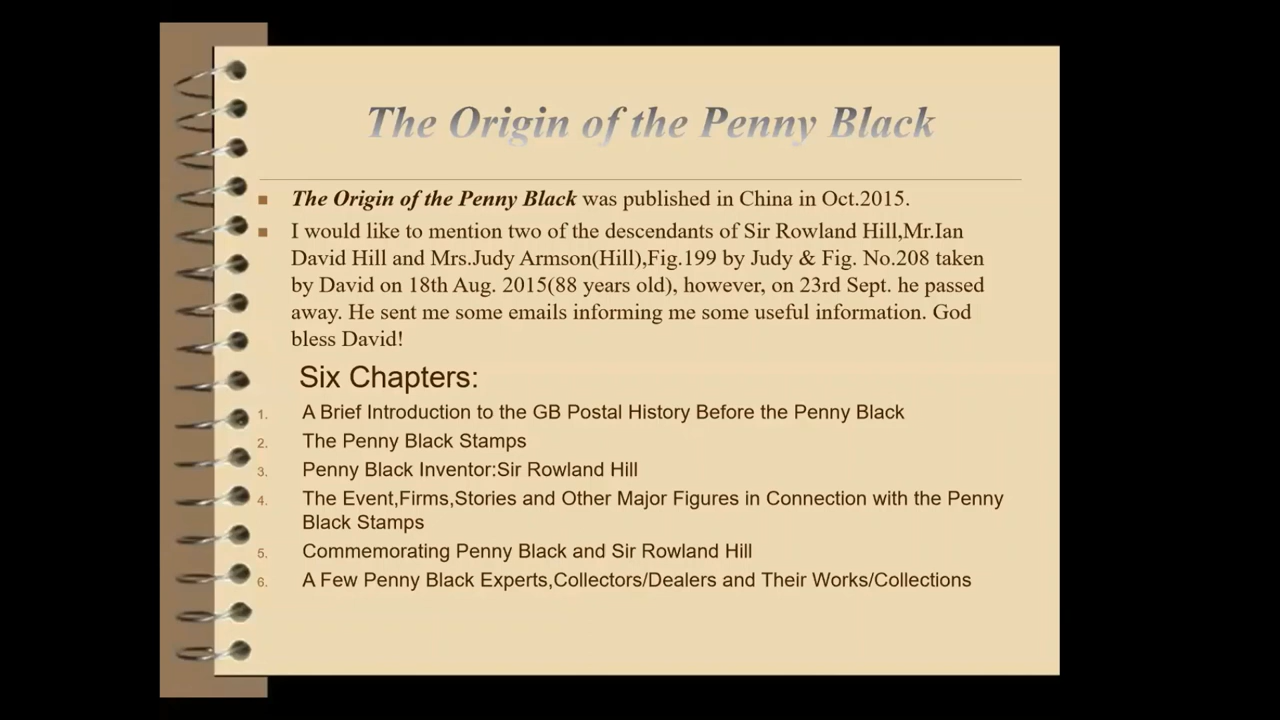 The Origin of the Penny Black
The Origin of the Penny Black was published in China in Oct.2015.
I would like to mention two of the descendants of Sir Rowland Hill,Mr.Ian
David Hill and Mrs.Judy Armson(Hill),Fig.199 by Judy & Fig. No.208 taken
by David on 18th Aug. 2015(88 years old), however, on 23rd Sept. he passed
away. He sent me some emails informing me some useful information. God
bless David!
Six Chapters:
1. A Brief Introduction to the GB Postal History Before the Penny Black
2. The Penny Black Stamps
3. Penny Black Inventor:Sir Rowland Hill
4. The Event,Firms,Stories and Other Major Figures in Connection with the Penny
Black Stamps
5. Commemorating Penny Black and Sir Rowland Hill
6. A Few Penny Black Experts,Collectors/Dealers and Their Works/Collections